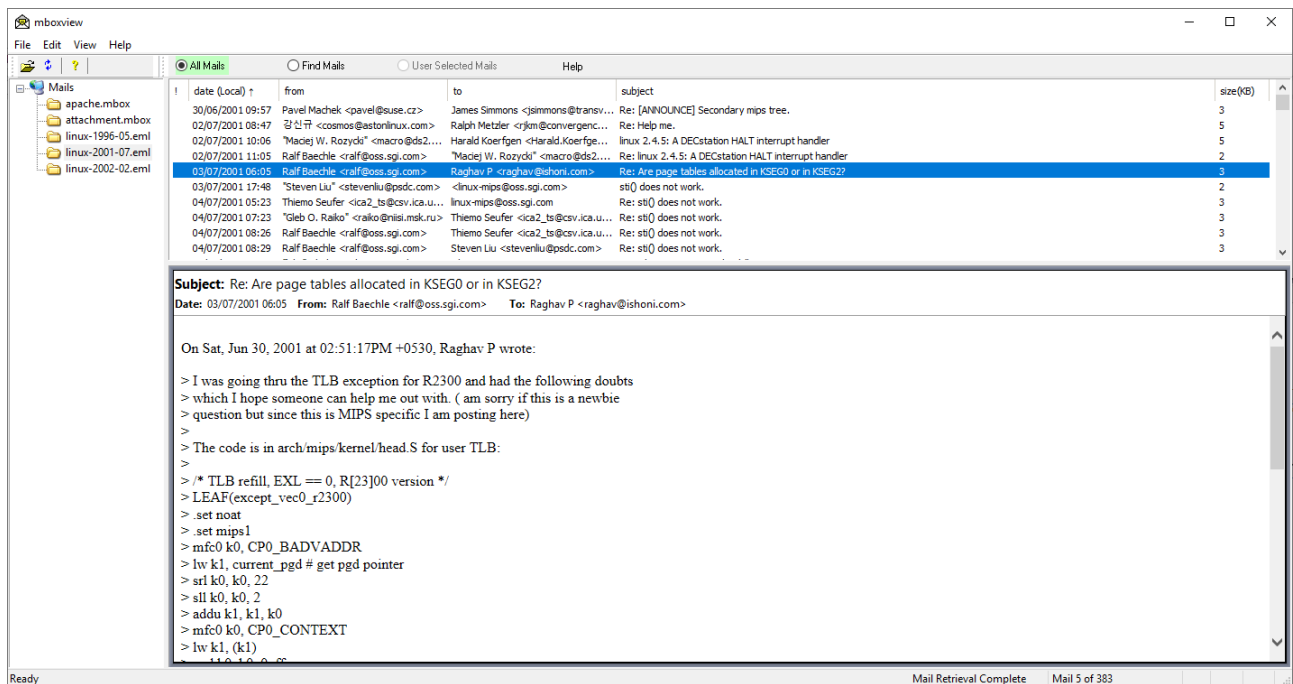 mboxview
File Edit View Help
All Mails Find Mails User Selected Mails Help
Mails
apache.mbox
attachment.mbox
linux-1996-05.eml
linux-2001-07.eml
linux-2002-02.eml
! date (Local) ↑ from to subject size(KB)
30/06/2001 09:57 Pavel Machek <pavel@suse.cz> James Simmons <jsimmons@transv... Re: [ANNOUNCE] Secondary mips tree. 3
02/07/2001 08:47 강신규 <cosmos@astonlinux.com> Ralph Metzler <rjkm@convergenc... Re: Help me. 5
02/07/2001 10:06 "Maciej W. Rozycki" <macro@ds2.... Harald Koerfgen <Harald.Koerfge... linux 2.4.5: A DECstation HALT interrupt handler 5
02/07/2001 11:05 Ralf Baechle <ralf@oss.sgi.com> "Maciej W. Rozycki" <macro@ds2.... Re: linux 2.4.5: A DECstation HALT interrupt handler 2
03/07/2001 06:05 Ralf Baechle <ralf@oss.sgi.com> Raghav P <raghav@ishoni.com> Re: Are page tables allocated in KSEG0 or in KSEG2? 3
03/07/2001 17:48 "Steven Liu" <stevenliu@psdc.com> <linux-mips@oss.sgi.com> sti() does not work. 2
04/07/2001 05:23 Thiemo Seufer <ica2_ts@csv.ica.u... linux-mips@oss.sgi.com Re: sti() does not work. 3
04/07/2001 07:23 "Gleb O. Raiko" <raiko@niisi.msk.ru> Thiemo Seufer <ica2_ts@csv.ica.u... Re: sti() does not work. 3
04/07/2001 08:26 Ralf Baechle <ralf@oss.sgi.com> Thiemo Seufer <ica2_ts@csv.ica.u... Re: sti() does not work. 3
04/07/2001 08:29 Ralf Baechle <ralf@oss.sgi.com> Steven Liu <stevenliu@psdc.com> Re: sti() does not work. 3
Subject: Re: Are page tables allocated in KSEG0 or in KSEG2?
Date: 03/07/2001 06:05 From: Ralf Baechle <ralf@oss.sgi.com> To: Raghav P <raghav@ishoni.com>
On Sat, Jun 30, 2001 at 02:51:17PM +0530, Raghav P wrote:
> I was going thru the TLB exception for R2300 and had the following doubts
> which I hope someone can help me out with. ( am sorry if this is a newbie
> question but since this is MIPS specific I am posting here)
>
> The code is in arch/mips/kernel/head.S for user TLB:
>
> /* TLB refill, EXL == 0, R[23]00 version */
> LEAF(except_vec0_r2300)
> .set noat
> .set mips1
> mfc0 k0, CP0_BADVADDR
> lw k1, current_pgd # get pgd pointer
> srl k0, k0, 22
> sll k0, k0, 2
> addu k1, k1, k0
> mfc0 k0, CP0_CONTEXT
> lw k1, (k1)
Ready Mail Retrieval Complete Mail 5 of 383